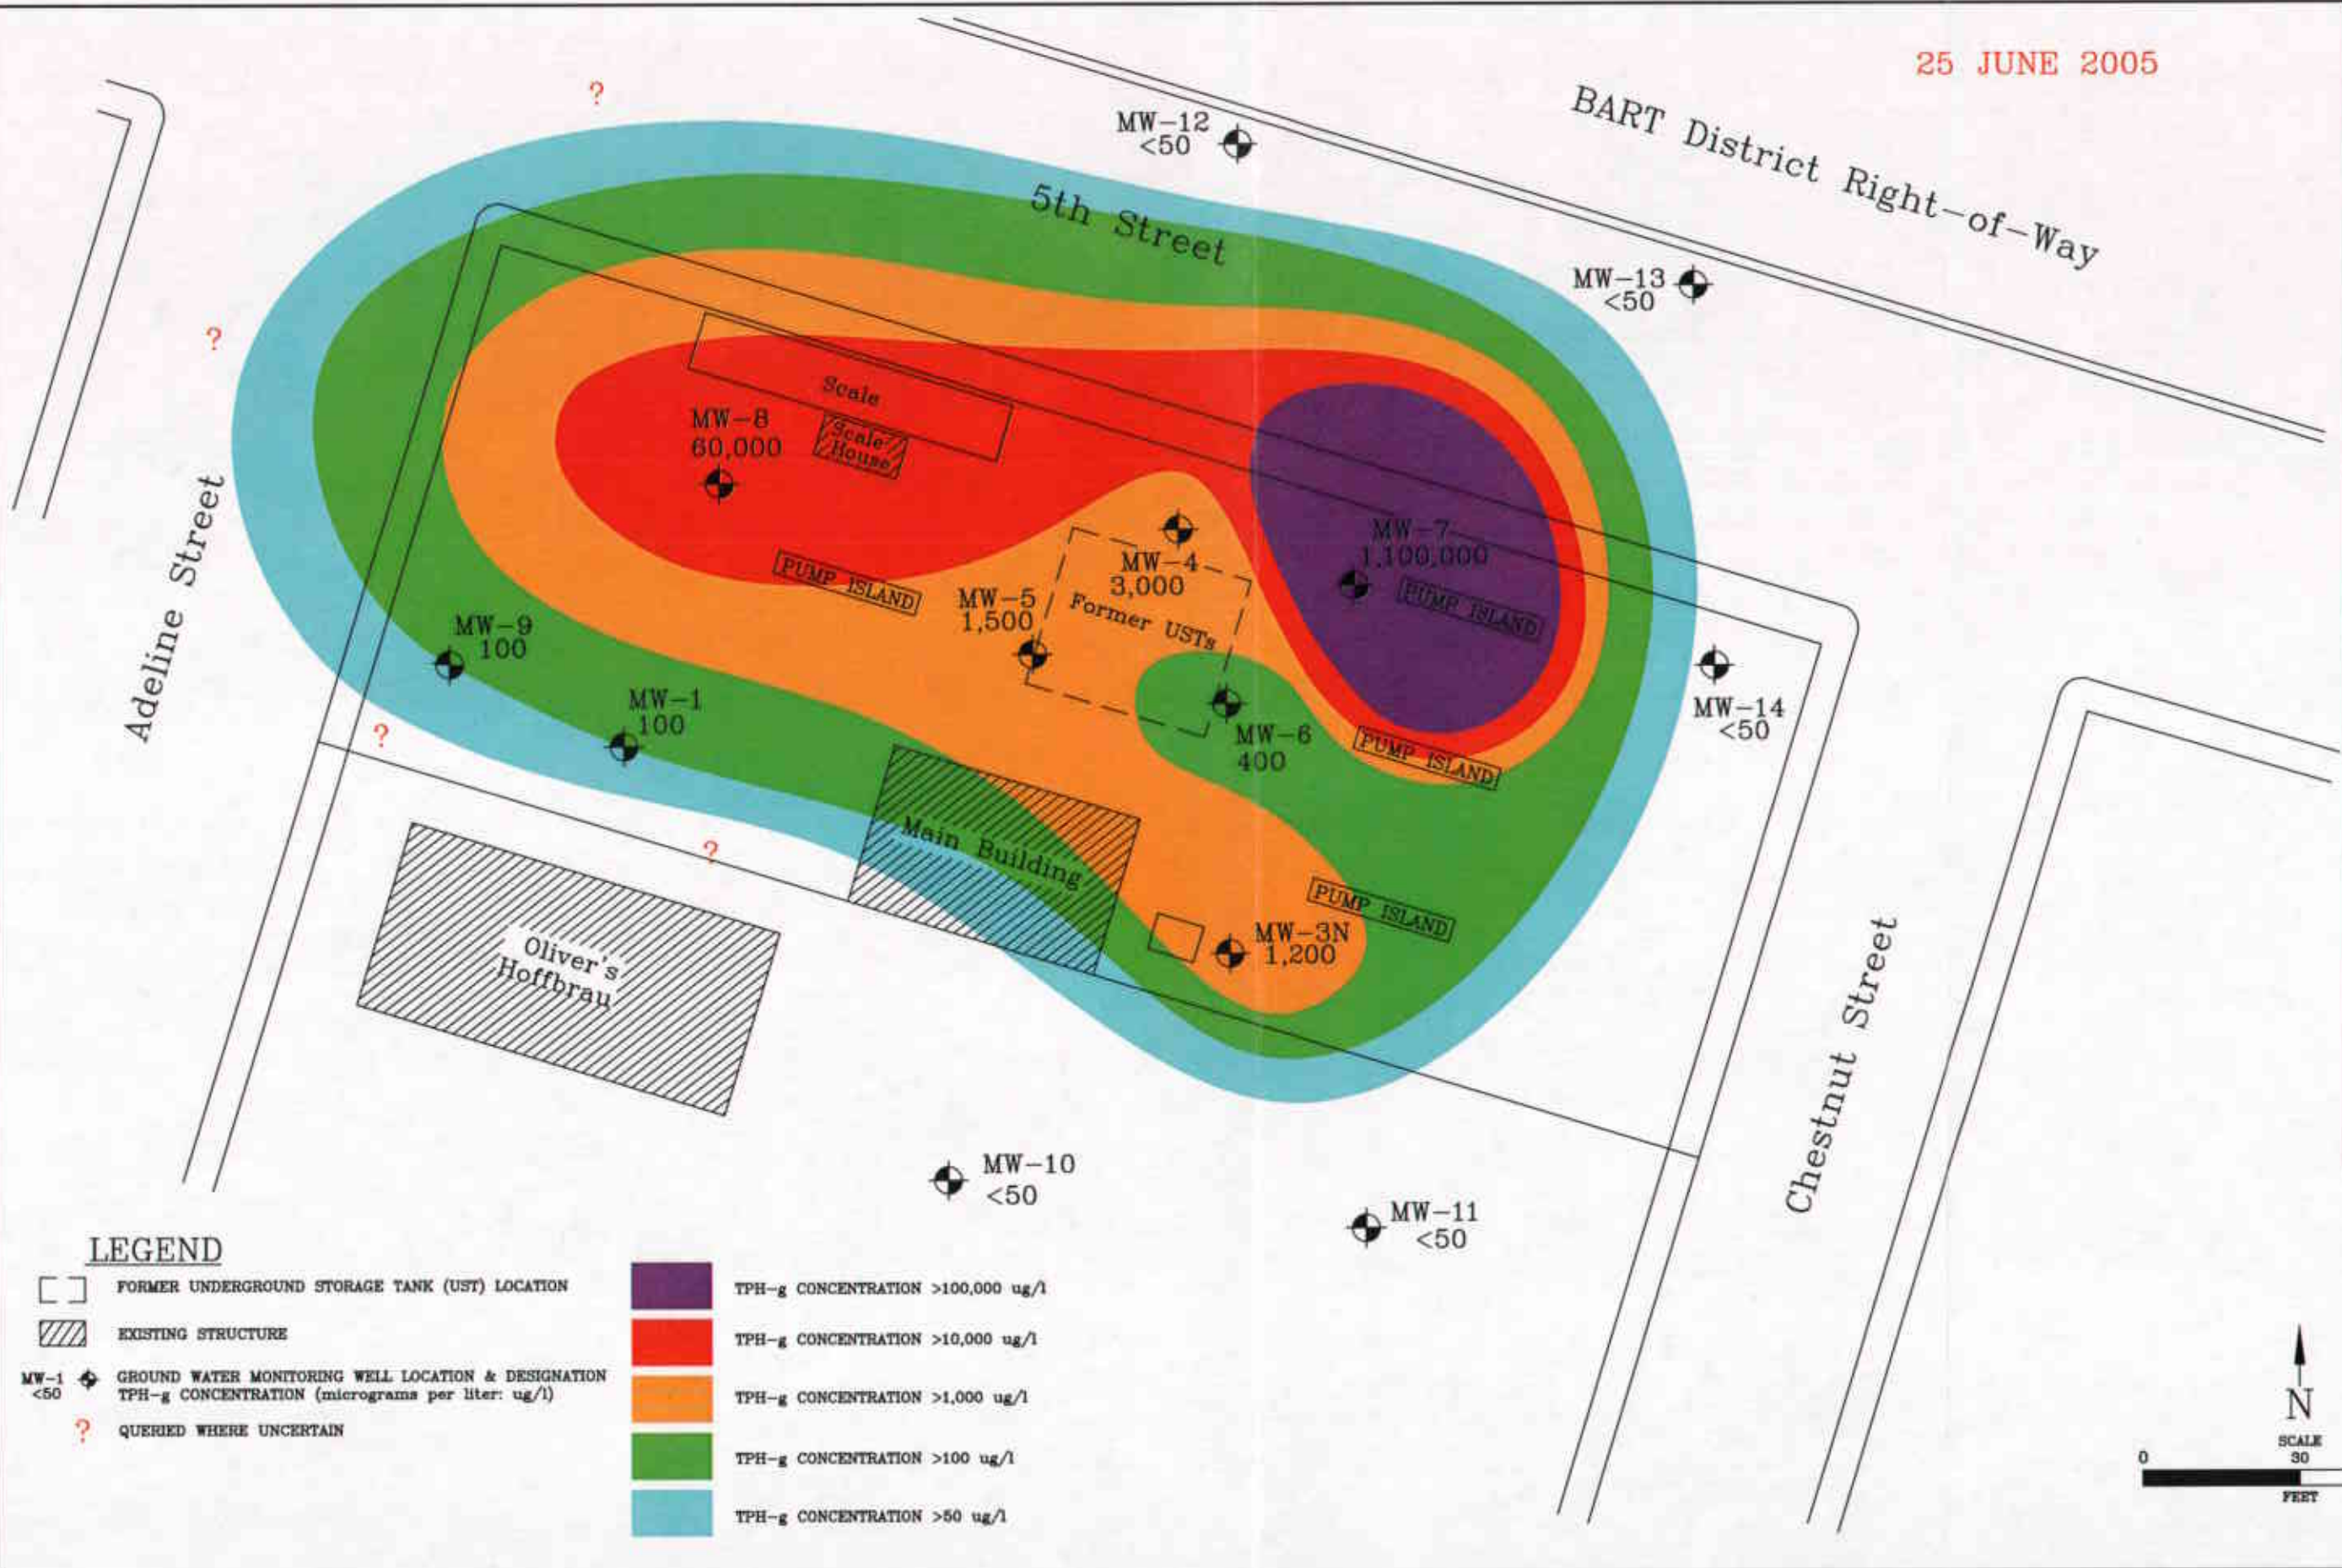 25 JUNE 2005
?
MW-12
<50
BART District Right-of-Way
5th Street
MW-13
<50
?
Scale
MW-8
60,000
Scale
House
MW-7
1,100,000
MW-4
3,000
PUMP ISLAND
MW-5
1,500
PUMP ISLAND
Former USTs
Adeline Street
MW-9
100
MW-1
100
MW-14
<50
?
MW-6
400
PUMP ISLAND
Main Building
?
PUMP ISLAND
MW-3N
1,200
Oliver's
Hoffbrau
Chestnut Street
MW-10
<50
MW-11
<50
LEGEND
FORMER UNDERGROUND STORAGE TANK (UST) LOCATION
EXISTING STRUCTURE
MW-1
<50
GROUND WATER MONITORING WELL LOCATION & DESIGNATION
TPH-g CONCENTRATION (micrograms per liter: ug/l)
?
QUERIED WHERE UNCERTAIN
TPH-g CONCENTRATION >100,000 ug/l
TPH-g CONCENTRATION >10,000 ug/l
TPH-g CONCENTRATION >1,000 ug/l
TPH-g CONCENTRATION >100 ug/l
TPH-g CONCENTRATION >50 ug/l
N
SCALE
0 30
FEET